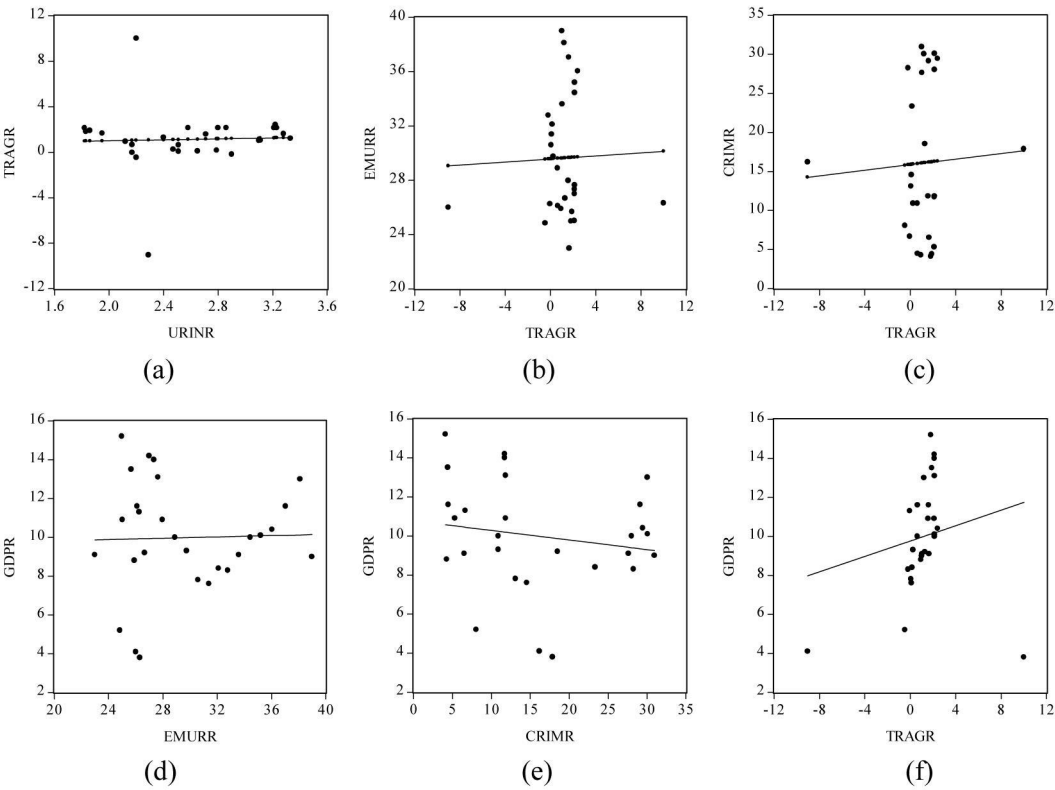 12
8
4
0
-4
-8
-12
TRAGR
1.6 2.0 2.4 2.8 3.2 3.6
URINR
(a)
40
36
32
28
24
20
EMURR
-12 -8 -4 0 4 8 12
TRAGR
(b)
35
30
25
20
15
10
5
0
CRIMR
-12 -8 -4 0 4 8 12
TRAGR
(c)
16
14
12
10
8
6
4
2
GDPR
20 24 28 32 36 40
EMURR
(d)
16
14
12
10
8
6
4
2
GDPR
0 5 10 15 20 25 30 35
CRIMR
(e)
16
14
12
10
8
6
4
2
GDPR
-12 -8 -4 0 4 8 12
TRAGR
(f)